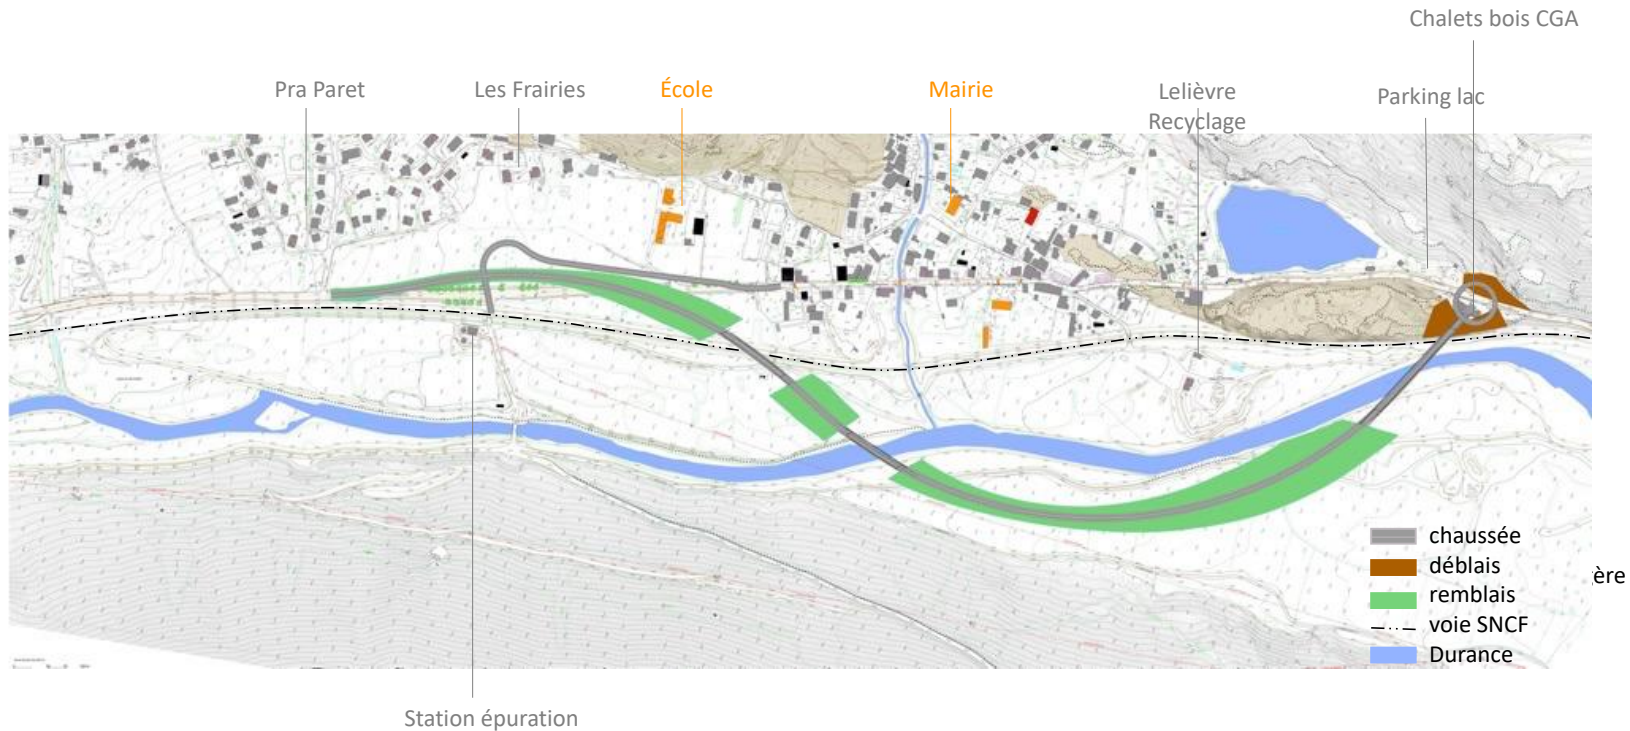 Chalets bois CGA
Pra Paret
Les Frairies
École
Mairie
Lelièvre
Recyclage
Parking lac
chaussée
déblais
ère
remblais
voie SNCF
Durance
Station épuration